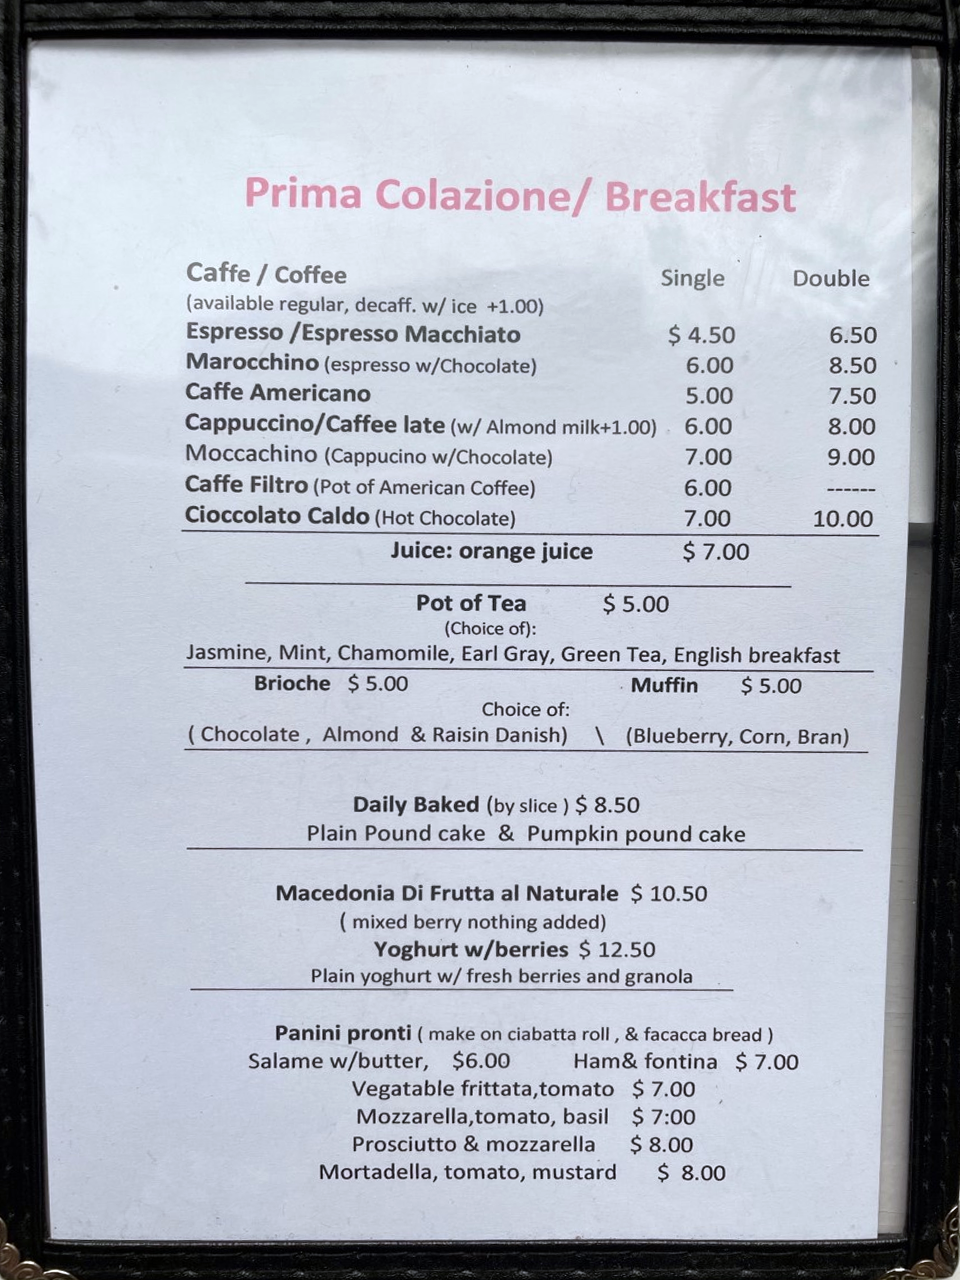 Prima Colazione/ Breakfast
Caffe / Coffee Single Double
(available regular, decaff. w/ ice +1.00)
Espresso /Espresso Macchiato $ 4.50 6.50
Marocchino (espresso w/Chocolate) 6.00 8.50
Caffe Americano 5.00 7.50
Cappuccino/Caffee late (w/ Almond milk+1.00) 6.00 8.00
Moccachino (Cappucino w/Chocolate) 7.00 9.00
Caffe Filtro (Pot of American Coffee) 6.00 ------
Cioccolato Caldo (Hot Chocolate) 7.00 10.00
Juice: orange juice $ 7.00
Pot of Tea $ 5.00
(Choice of):
Jasmine, Mint, Chamomile, Earl Gray, Green Tea, English breakfast
Brioche $ 5.00 Muffin $ 5.00
Choice of:
( Chocolate , Almond & Raisin Danish) \ (Blueberry, Corn, Bran)
Daily Baked (by slice ) $ 8.50
Plain Pound cake & Pumpkin pound cake
Macedonia Di Frutta al Naturale $ 10.50
( mixed berry nothing added)
Yoghurt w/berries $ 12.50
Plain yoghurt w/ fresh berries and granola
Panini pronti ( make on ciabatta roll , & facacca bread )
Salame w/butter, $6.00 Ham& fontina $ 7.00
Vegatable frittata,tomato $ 7.00
Mozzarella,tomato, basil $ 7:00
Prosciutto & mozzarella $ 8.00
Mortadella, tomato, mustard $ 8.00